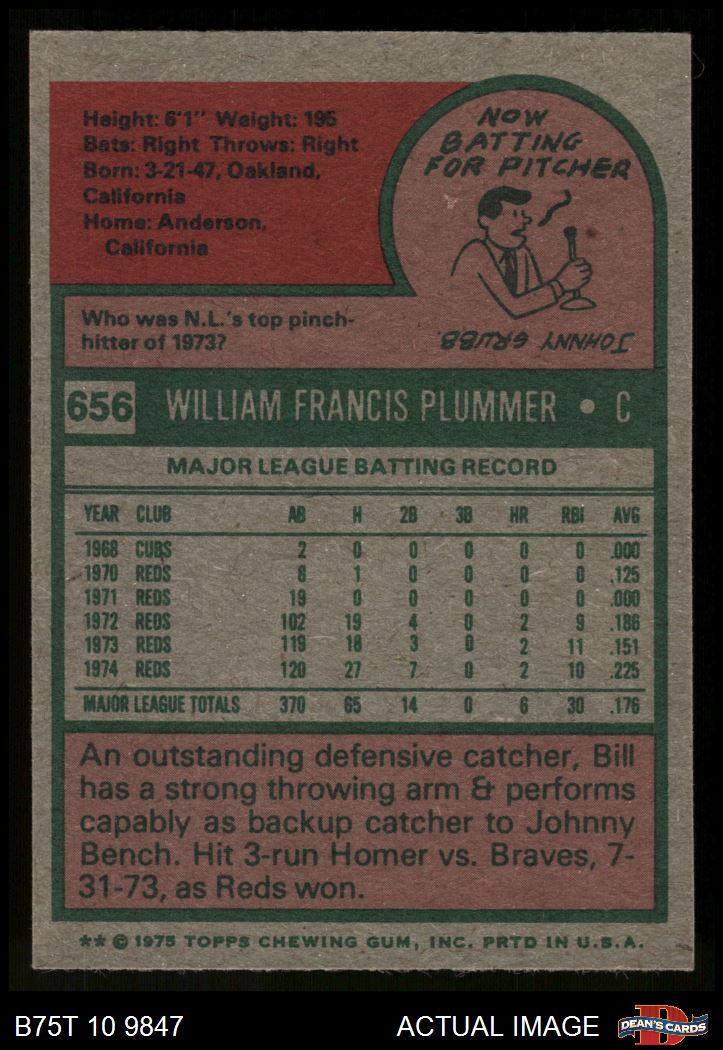 Height: 6'1" Weight: 195
Bats: Right Throws: Right
Born: 3-21-47, Oakland,
California
Home: Anderson,
California
NOW
BATTING
FOR PITCHER
Who was N.L.'s top pinch-
hitter of 1973?
JOHNNY GRUBB.
656 WILLIAM FRANCIS PLUMMER • C
MAJOR LEAGUE BATTING RECORD
YEAR CLUB AB H 2B 3B HR RBI AVG
1968 CUBS 2 0 0 0 0 0 .000
1970 REDS 8 1 0 0 0 0 .125
1971 REDS 19 0 0 0 0 0 .000
1972 REDS 102 19 4 0 2 9 .186
1973 REDS 119 18 3 0 2 11 .151
1974 REDS 120 27 7 0 2 10 .225
MAJOR LEAGUE TOTALS 370 65 14 0 6 30 .176
An outstanding defensive catcher, Bill
has a strong throwing arm & performs
capably as backup catcher to Johnny
Bench. Hit 3-run Homer vs. Braves, 7-
31-73, as Reds won.
** © 1975 TOPPS CHEWING GUM, INC. PRTD IN U.S.A.
B75T 10 9847 ACTUAL IMAGE
D
DEAN'S CARDS